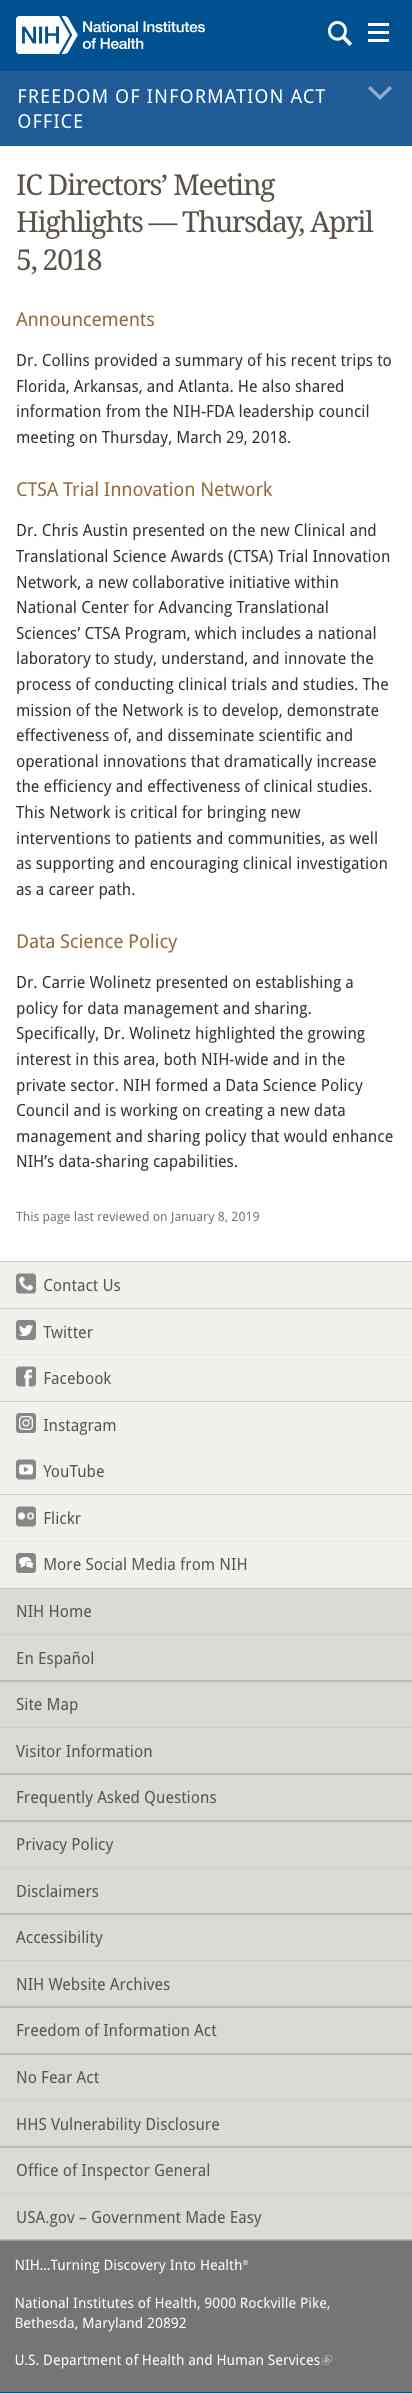 NIH National Institutes
of Health
FREEDOM OF INFORMATION ACT
OFFICE
IC Directors’ Meeting
Highlights — Thursday, April
5, 2018
Announcements
Dr. Collins provided a summary of his recent trips to
Florida, Arkansas, and Atlanta. He also shared
information from the NIH-FDA leadership council
meeting on Thursday, March 29, 2018.
CTSA Trial Innovation Network
Dr. Chris Austin presented on the new Clinical and
Translational Science Awards (CTSA) Trial Innovation
Network, a new collaborative initiative within
National Center for Advancing Translational
Sciences’ CTSA Program, which includes a national
laboratory to study, understand, and innovate the
process of conducting clinical trials and studies. The
mission of the Network is to develop, demonstrate
effectiveness of, and disseminate scientific and
operational innovations that dramatically increase
the efficiency and effectiveness of clinical studies.
This Network is critical for bringing new
interventions to patients and communities, as well
as supporting and encouraging clinical investigation
as a career path.
Data Science Policy
Dr. Carrie Wolinetz presented on establishing a
policy for data management and sharing.
Specifically, Dr. Wolinetz highlighted the growing
interest in this area, both NIH-wide and in the
private sector. NIH formed a Data Science Policy
Council and is working on creating a new data
management and sharing policy that would enhance
NIH’s data-sharing capabilities.
This page last reviewed on January 8, 2019
Contact Us
Twitter
Facebook
Instagram
YouTube
Flickr
More Social Media from NIH
NIH Home
En Español
Site Map
Visitor Information
Frequently Asked Questions
Privacy Policy
Disclaimers
Accessibility
NIH Website Archives
Freedom of Information Act
No Fear Act
HHS Vulnerability Disclosure
Office of Inspector General
USA.gov – Government Made Easy
NIH…Turning Discovery Into Health®
National Institutes of Health, 9000 Rockville Pike,
Bethesda, Maryland 20892
U.S. Department of Health and Human Services